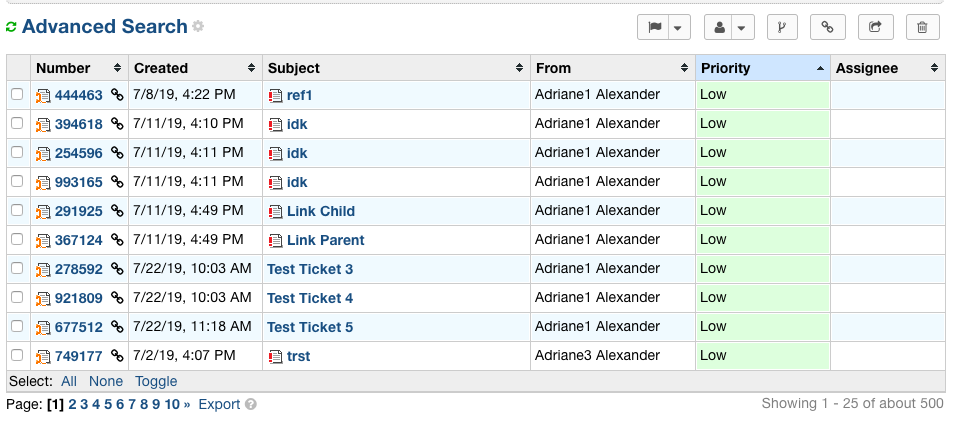 Advanced Search
Number Created Subject From Priority Assignee
444463 7/8/19, 4:22 PM ref1 Adriane1 Alexander Low
394618 7/11/19, 4:10 PM idk Adriane1 Alexander Low
254596 7/11/19, 4:11 PM idk Adriane1 Alexander Low
993165 7/11/19, 4:11 PM idk Adriane1 Alexander Low
291925 7/11/19, 4:49 PM Link Child Adriane1 Alexander Low
367124 7/11/19, 4:49 PM Link Parent Adriane1 Alexander Low
278592 7/22/19, 10:03 AM Test Ticket 3 Adriane1 Alexander Low
921809 7/22/19, 10:03 AM Test Ticket 4 Adriane1 Alexander Low
677512 7/22/19, 11:18 AM Test Ticket 5 Adriane1 Alexander Low
749177 7/2/19, 4:07 PM trst Adriane3 Alexander Low
Select: All None Toggle
Page: [1] 2 3 4 5 6 7 8 9 10 » Export ? Showing 1 - 25 of about 500